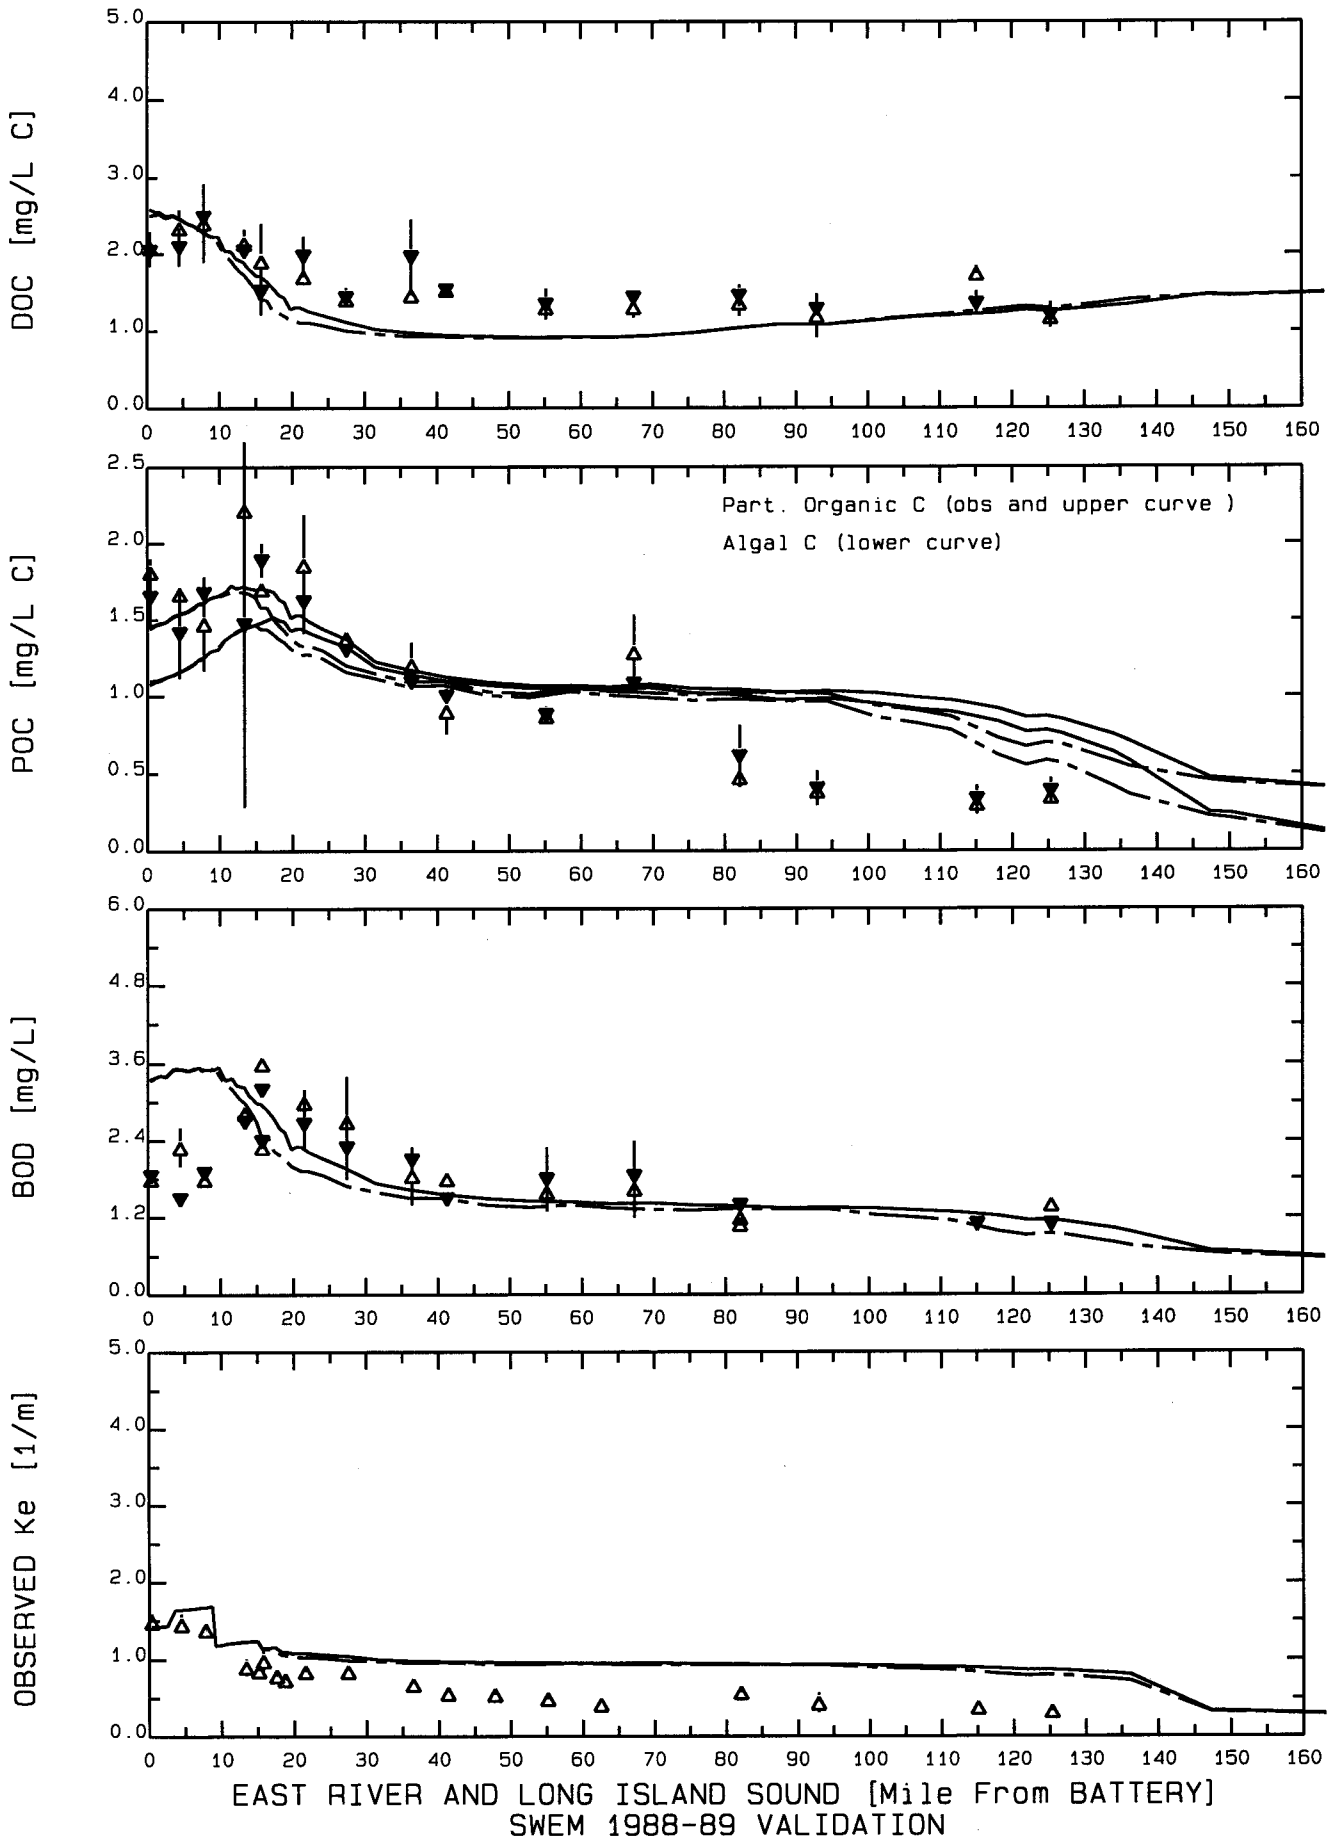 DOC [mg/L C]
5.0
4.0
3.0
2.0
1.0
0.0
0 10 20 30 40 50 60 70 80 90 100 110 120 130 140 150 160
POC [mg/L C]
2.5
2.0
1.5
1.0
0.5
0.0
Part. Organic C (obs and upper curve )
Algal C (lower curve)
0 10 20 30 40 50 60 70 80 90 100 110 120 130 140 150 160
BOD [mg/L]
6.0
4.8
3.6
2.4
1.2
0.0
0 10 20 30 40 50 60 70 80 90 100 110 120 130 140 150 160
OBSERVED Ke [1/m]
5.0
4.0
3.0
2.0
1.0
0.0
0 10 20 30 40 50 60 70 80 90 100 110 120 130 140 150 160
EAST RIVER AND LONG ISLAND SOUND [Mile From BATTERY]
SWEM 1988-89 VALIDATION